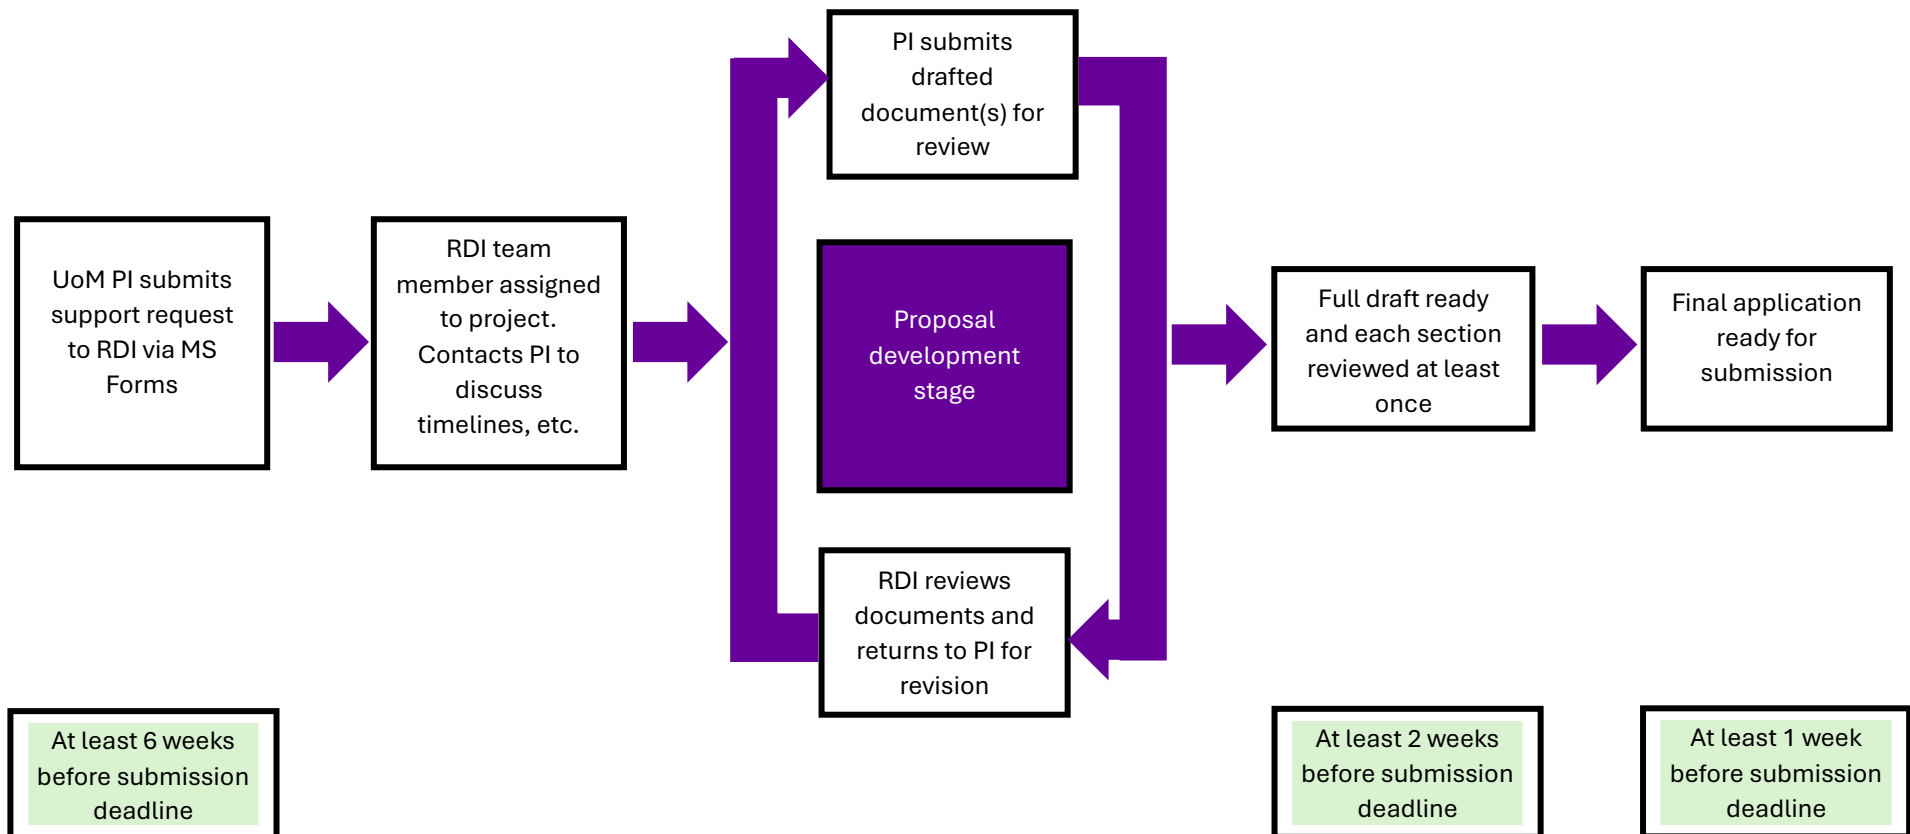 UoM PI submits
support request
to RDI via MS
Forms
RDI team
member assigned
to project.
Contacts PI to
discuss
timelines, etc.
PI submits
drafted
document(s) for
review
Proposal
development
stage
RDI reviews
documents and
returns to PI for
revision
Full draft ready
and each section
reviewed at least
once
Final application
ready for
submission
At least 6 weeks
before submission
deadline
At least 2 weeks
before submission
deadline
At least 1 week
before submission
deadline